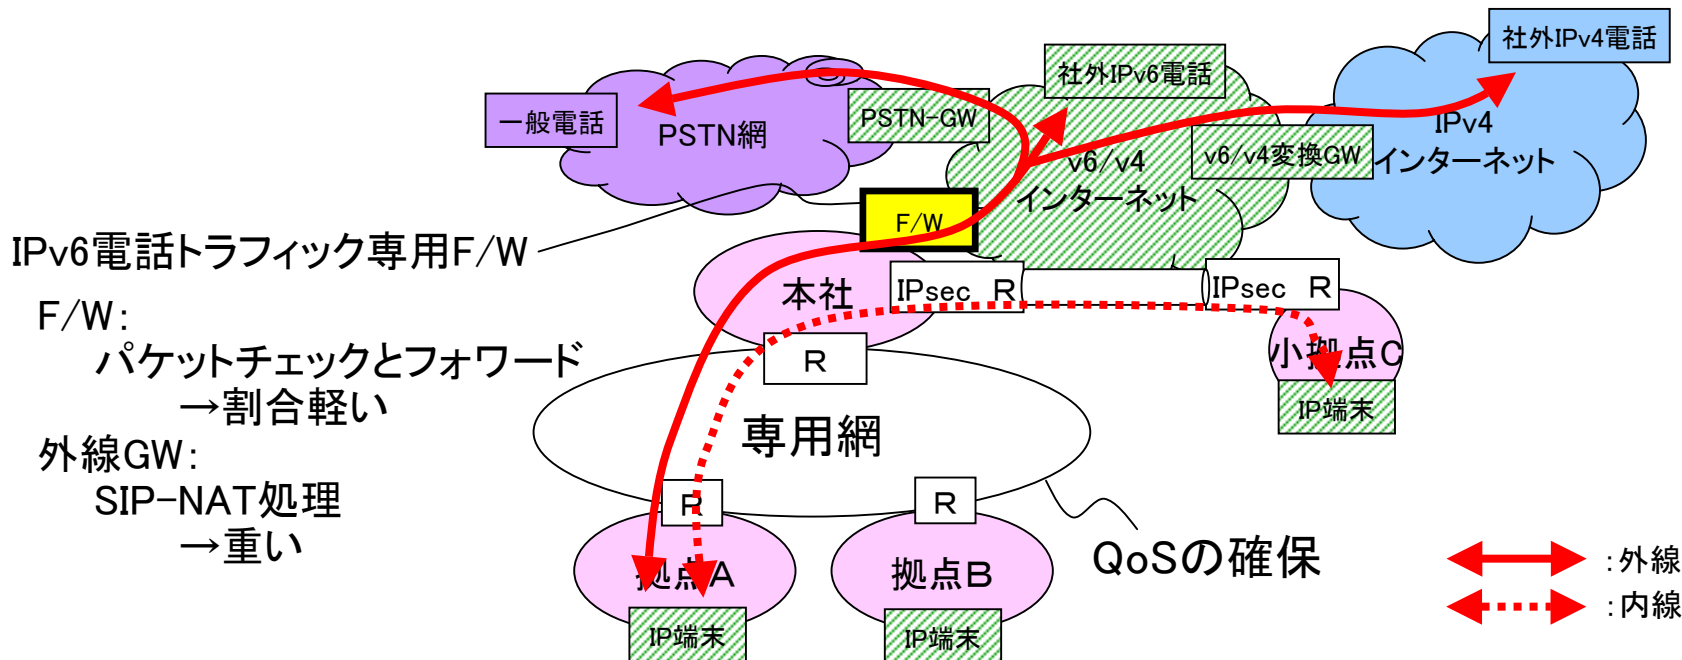 社外IPv4電話
社外IPv6電話
一般電話
PSTN網
PSTN-GW
v6/v4
インターネット
v6/v4変換GW
IPv4
インターネット
F/W
IPv6電話トラフィック専用F/W
F/W:
パケットチェックとフォワード
→割合軽い
外線GW:
SIP-NAT処理
→重い
本社
IPsec R
IPsec R
小拠点C
IP端末
R
専用網
R
R
拠点A
拠点B
IP端末
IP端末
QoSの確保
:外線
:内線